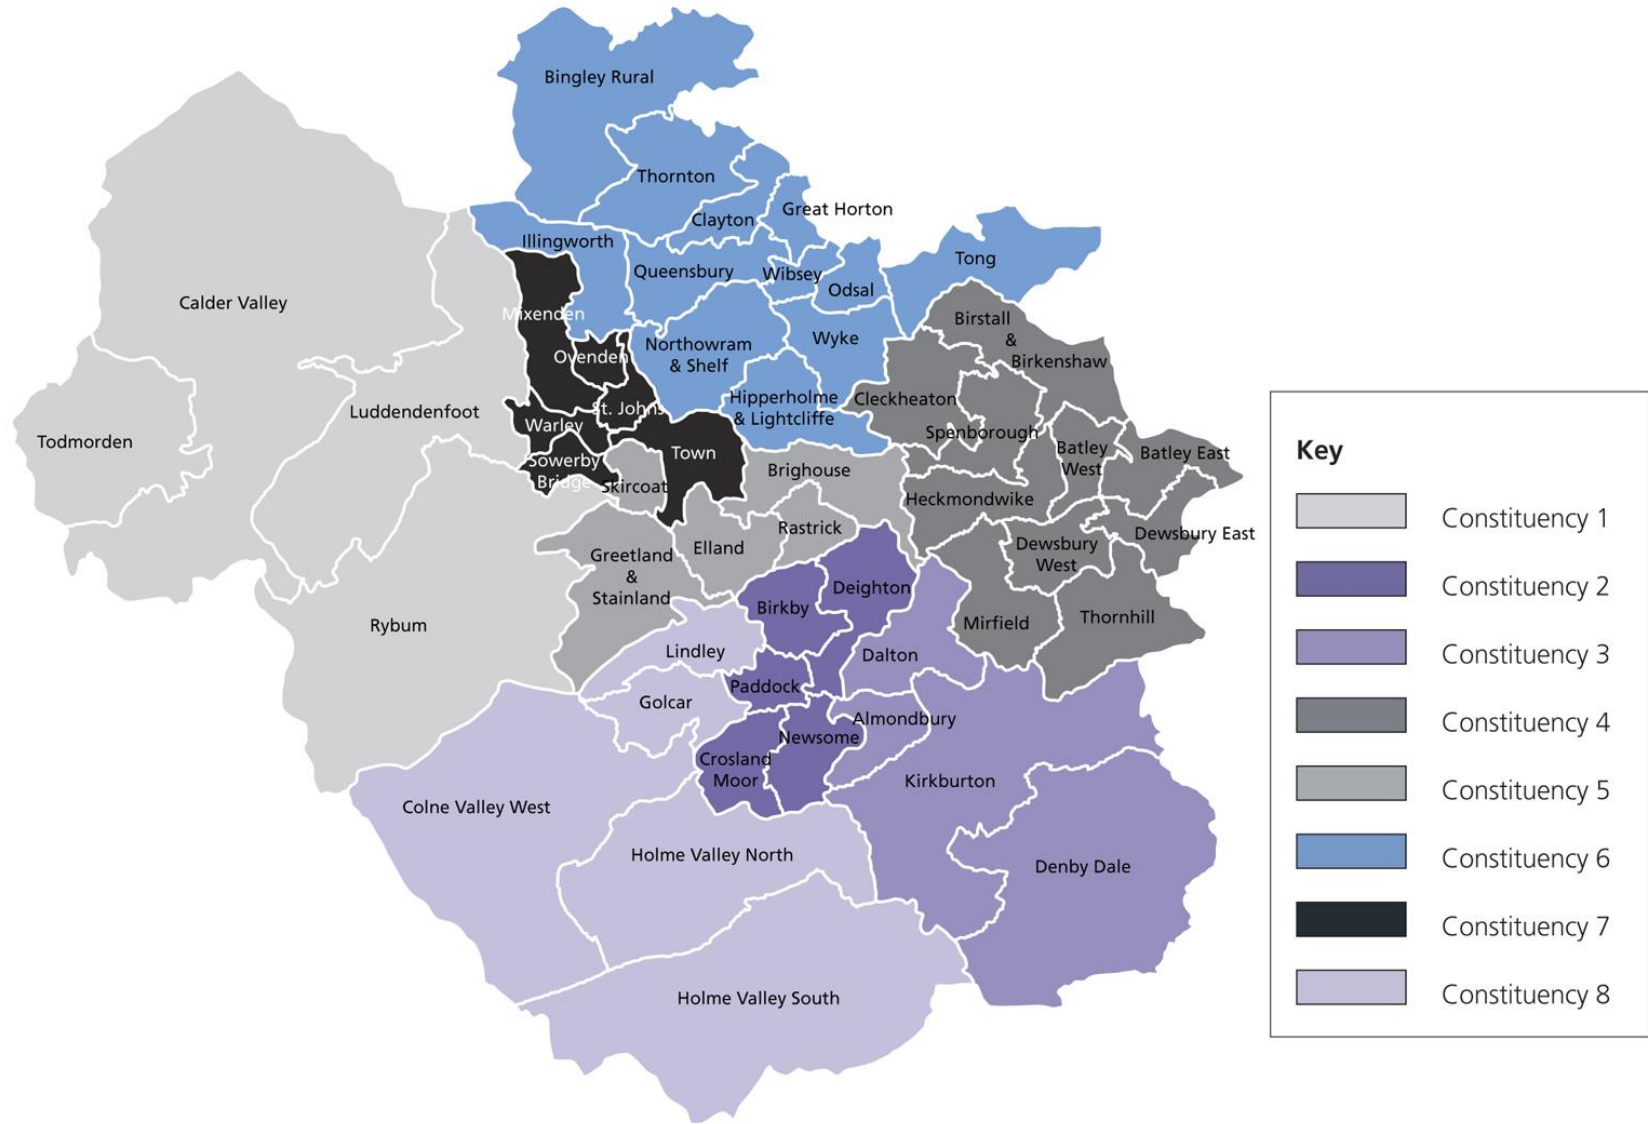 Bingley Rural
Thornton
Clayton
Great Horton
Illingworth
Queensbury
Wibsey
Odsal
Tong
Calder Valley
Mixenden
Ovenden
Northowram
& Shelf
Wyke
Birstall
&
Birkenshaw
Luddendenfoot
Todmorden
St. Johns
Warley
Hipperholme
& Lightcliffe
Cleckheaton
Spenborough
Batley
West
Batley East
Sowerby
Bridge
Skircoat
Town
Brighouse
Heckmondwike
Rastrick
Elland
Greetland
&
Stainland
Dewsbury
West
Dewsbury East
Rybum
Birkby
Deighton
Mirfield
Thornhill
Lindley
Dalton
Golcar
Paddock
Newsome
Almondbury
Crosland
Moor
Kirkburton
Colne Valley West
Holme Valley North
Denby Dale
Holme Valley South
Key
Constituency 1
Constituency 2
Constituency 3
Constituency 4
Constituency 5
Constituency 6
Constituency 7
Constituency 8